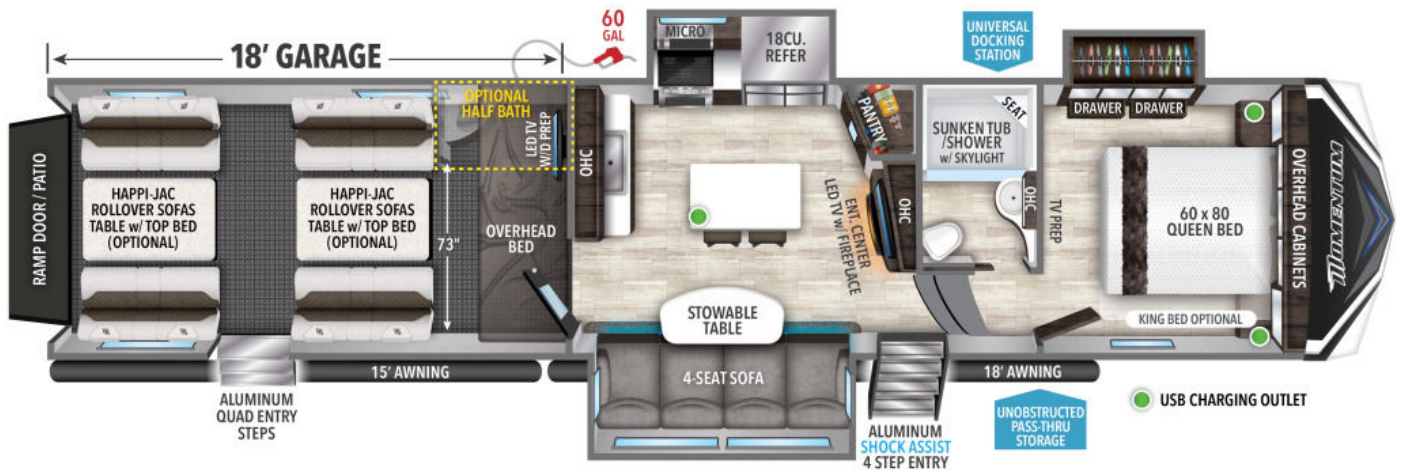 18' GARAGE
60
GAL
MICRO
18CU.
REFER
UNIVERSAL
DOCKING
STATION
RAMP DOOR / PATIO
HAPPI-JAC
ROLLOVER SOFAS
TABLE w/ TOP BED
(OPTIONAL)
HAPPI-JAC
ROLLOVER SOFAS
TABLE w/ TOP BED
(OPTIONAL)
OPTIONAL
HALF BATH
LED TV
W/D PREP
73"
OVERHEAD
BED
OHC
PANTRY
ENT. CENTER
LED TV w/ FIREPLACE
OHC
STOWABLE
TABLE
4-SEAT SOFA
SEAT
SUNKEN TUB
/SHOWER
w/ SKYLIGHT
OHC
TV PREP
DRAWER
DRAWER
60 x 80
QUEEN BED
KING BED OPTIONAL
OVERHEAD CABINETS
MOMENTUM
15' AWNING
18' AWNING
ALUMINUM
QUAD ENTRY
STEPS
ALUMINUM
SHOCK ASSIST
4 STEP ENTRY
UNOBSTRUCTED
PASS-THRU
STORAGE
USB CHARGING OUTLET